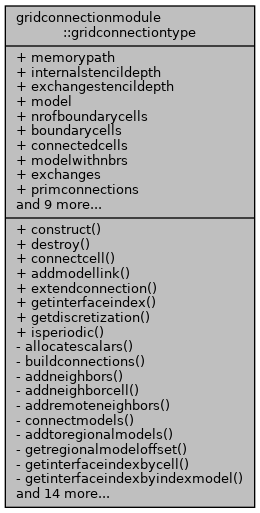 gridconnectionmodule
::gridconnectiontype
+ memorypath
+ internalstencildepth
+ exchangestencildepth
+ model
+ nrofboundarycells
+ boundarycells
+ connectedcells
+ modelwithnbrs
+ exchanges
+ primconnections
and 9 more...
+ construct()
+ destroy()
+ connectcell()
+ addmodellink()
+ extendconnection()
+ getinterfaceindex()
+ getdiscretization()
+ isperiodic()
- allocatescalars()
- buildconnections()
- addneighbors()
- addneighborcell()
- addremoteneighbors()
- connectmodels()
- addtoregionalmodels()
- getregionalmodeloffset()
- getinterfaceindexbycell()
- getinterfaceindexbyindexmodel()
and 14 more...